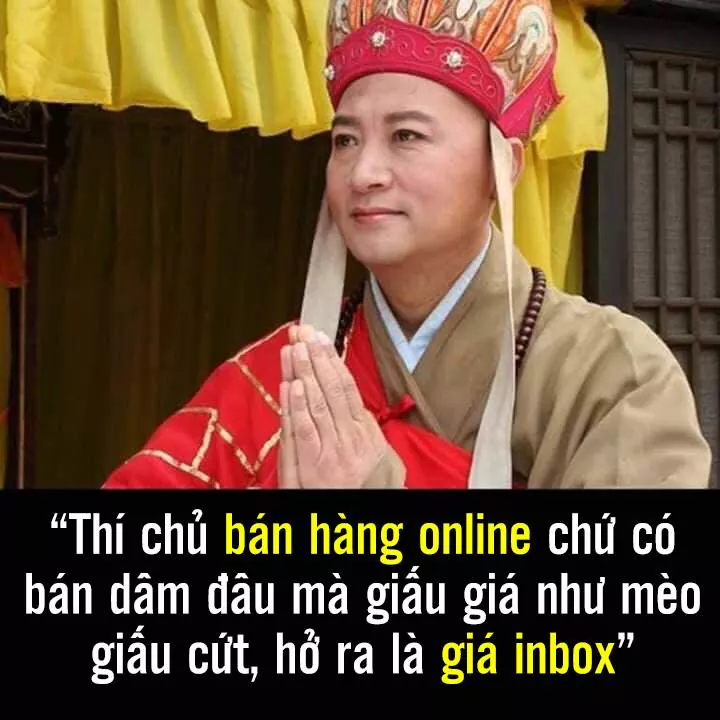 “Thí chủ bán hàng online chứ có
bán dâm đâu mà giấu giá như mèo
giấu cứt, hở ra là giá inbox”